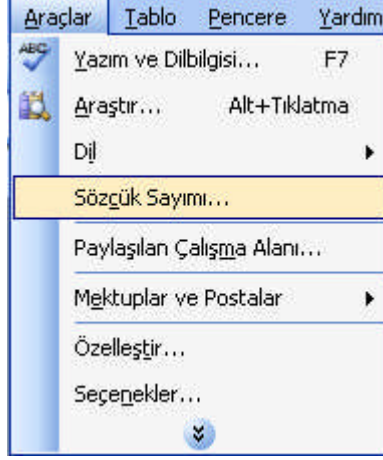 Araçlar Tablo Pencere Yardım
ABC Yazım ve Dilbilgisi... F7
Araştır... Alt+Tıklatma
Dil
Sözcük Sayımı...
Paylaşılan Çalışma Alanı...
Mektuplar ve Postalar
Özelleştir...
Seçenekler...